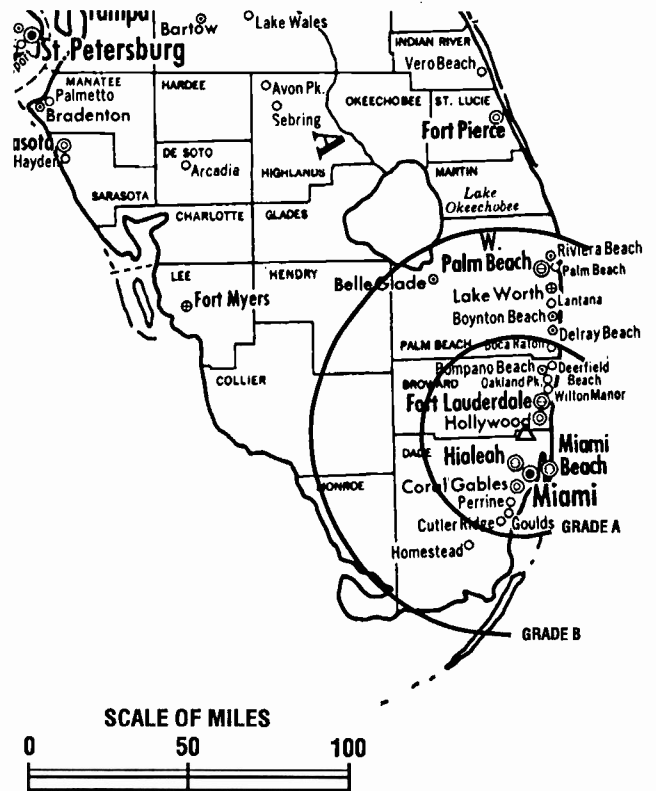 Tampa
St. Petersburg
Bartow
Lake Wales
INDIAN RIVER
Vero Beach
MANATEE
Palmetto
Bradenton
HARDEE
Avon Pk.
Sebring
OKEECHOBEE
ST. LUCIE
Fort Pierce
asota
Hayden
DE SOTO
Arcadia
HIGHLANDS
A
MARTIN
Lake
Okeechobee
SARASOTA
CHARLOTTE
GLADES
LEE
HENDRY
Fort Myers
Belle Glade
W.
Palm Beach
Riviera Beach
Palm Beach
Lake Worth
Lantana
Boynton Beach
Delray Beach
PALM BEACH
Boca Raton
COLLIER
BROWARD
Pompano Beach
Deerfield
Beach
Oakland Pk.
Wilton Manor
Fort Lauderdale
Hollywood
DADE
Hialeah
Miami
Beach
MONROE
Coral Gables
Miami
Perrine
Cutler Ridge
Goulds
GRADE A
Homestead
GRADE B
SCALE OF MILES
0 50 100